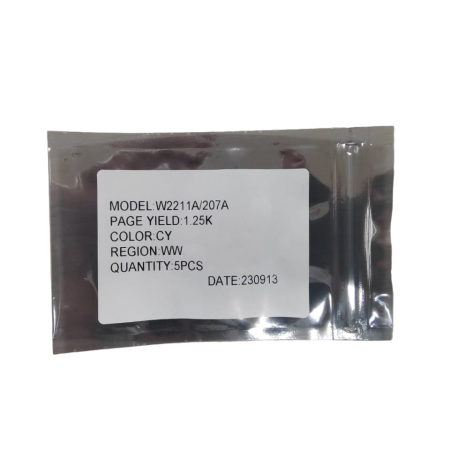 MODEL:W2211A/207A
PAGE YIELD:1.25K
COLOR:CY
REGION:WW
QUANTITY:5PCS
DATE:230913